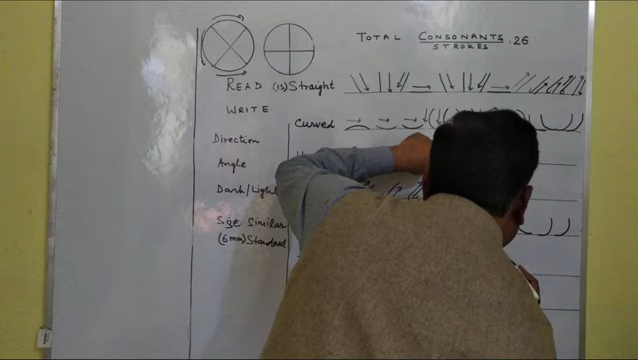 TOTAL CONSONANTS 26
STROKES
READ (13) Straight
WRITE
Curved
Direction
Angle
Dark/Light
Size Similar
(6mm) Standard